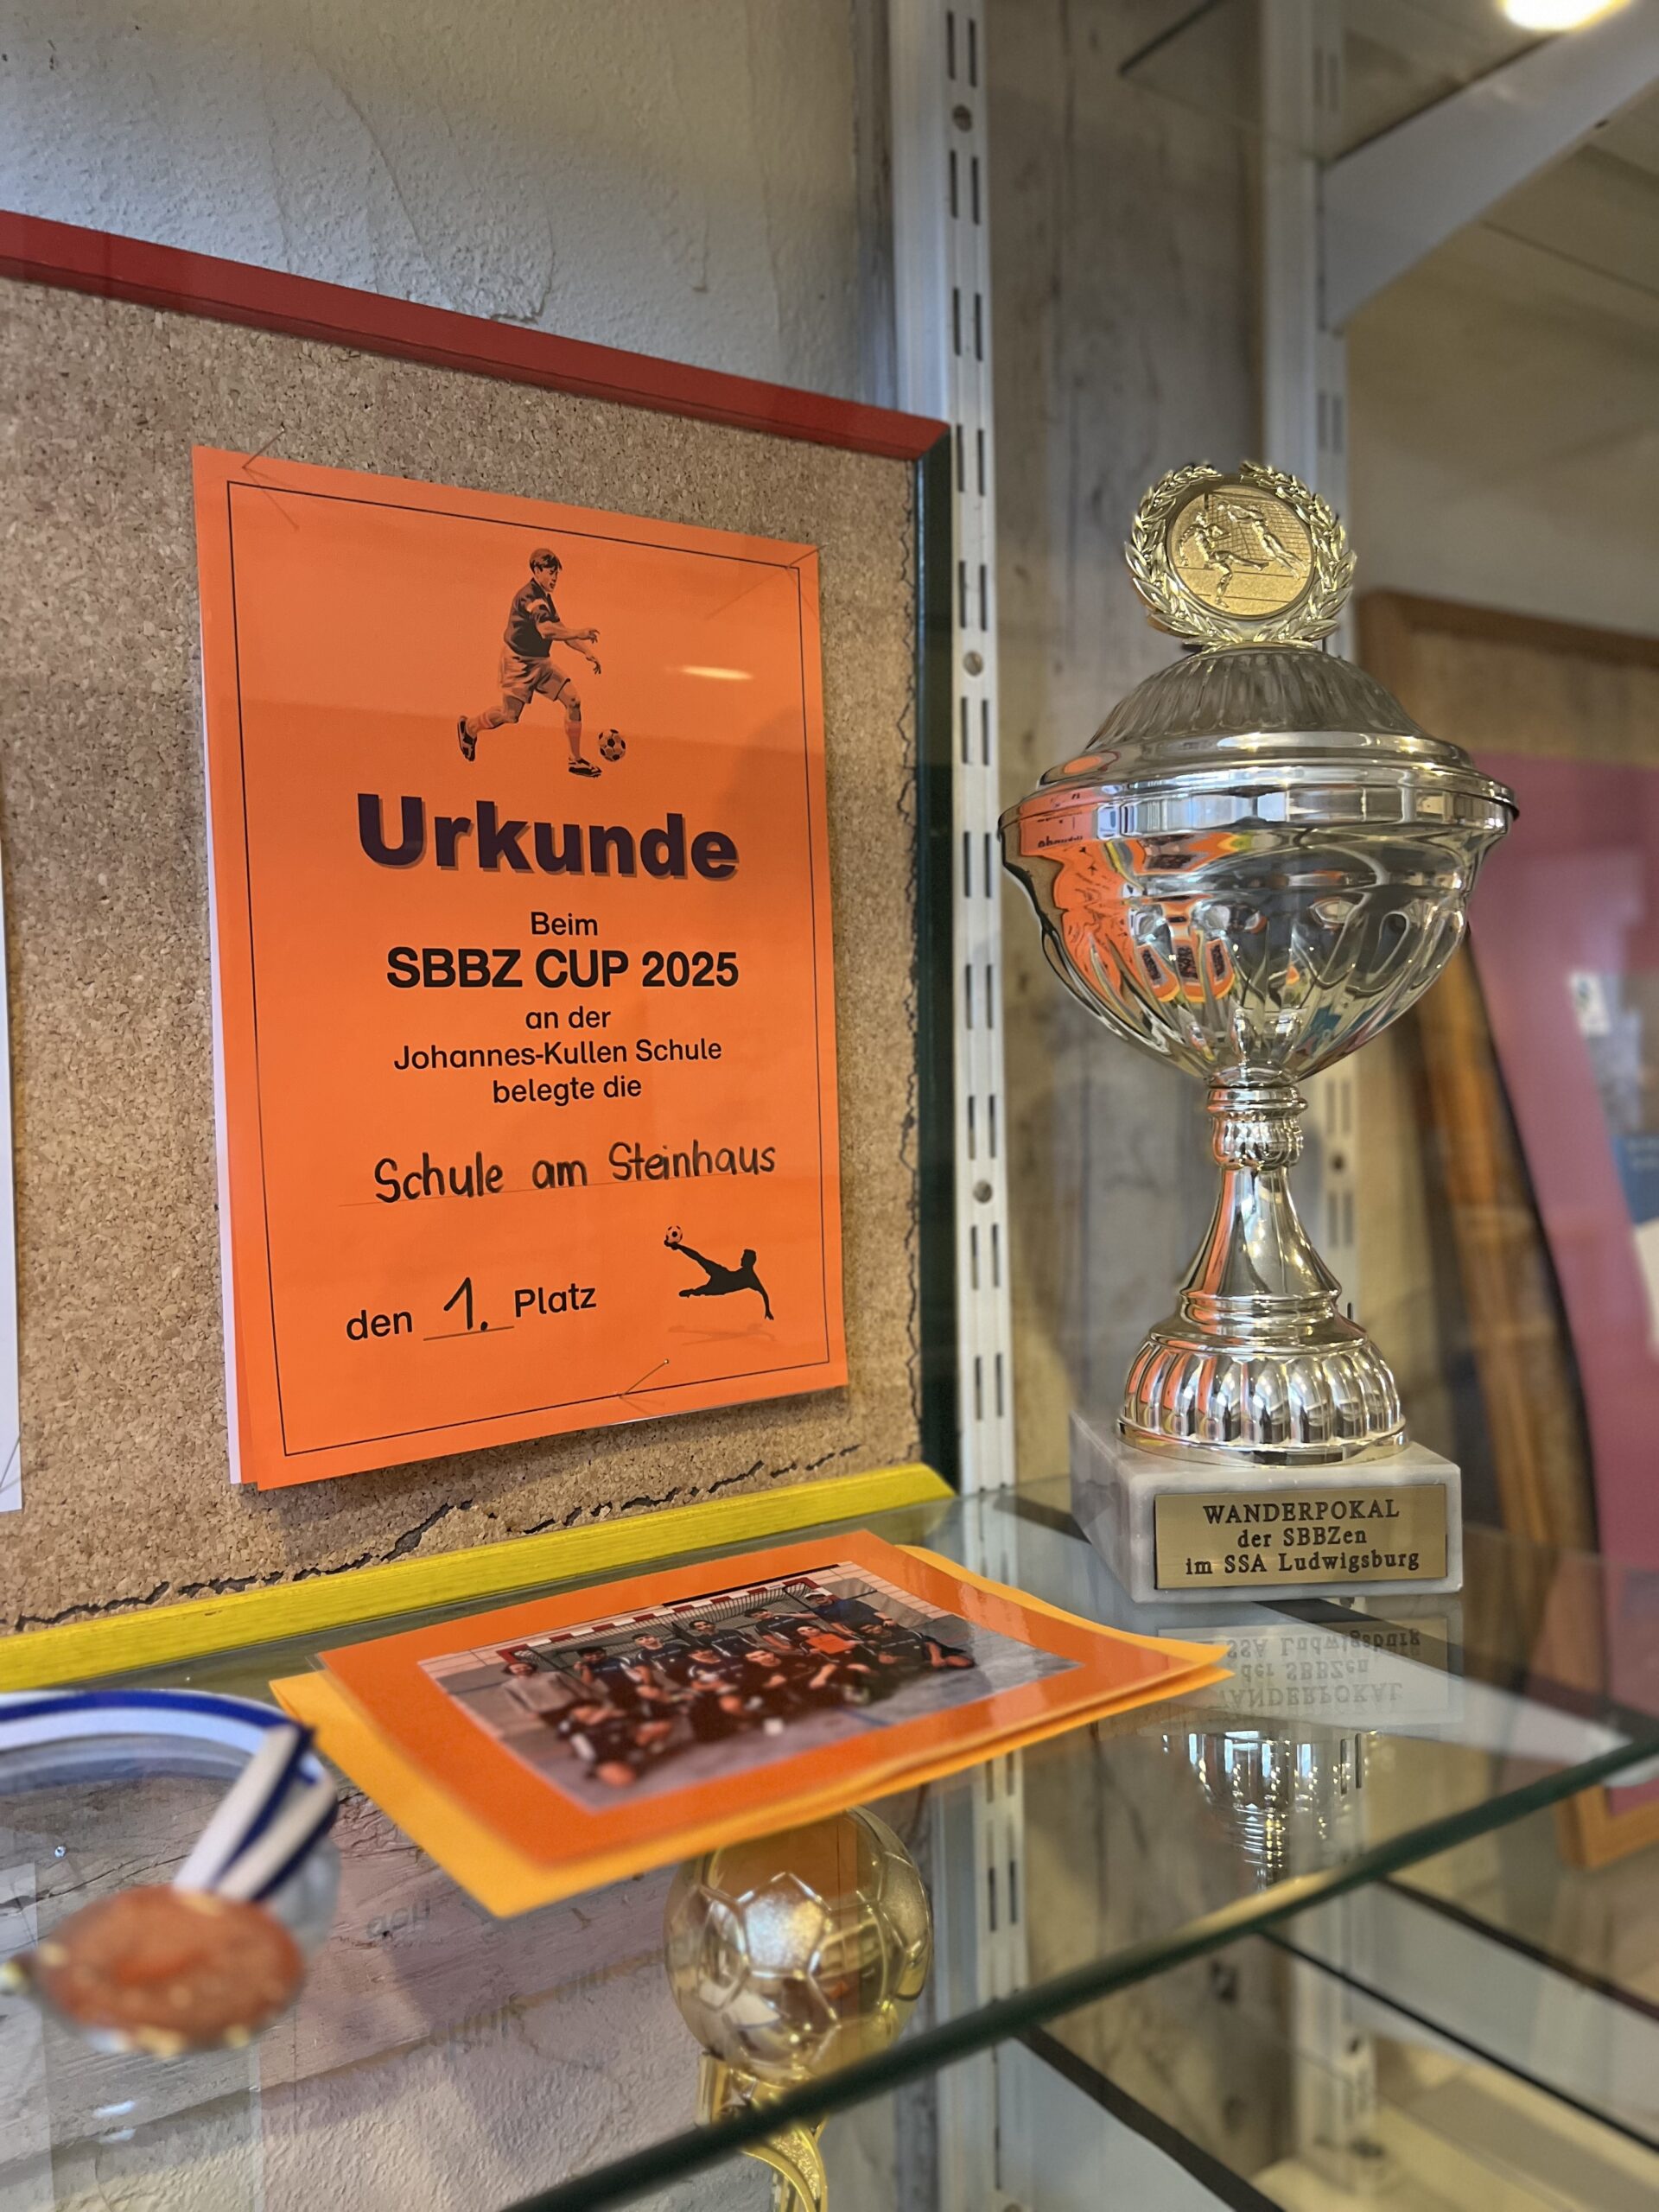 Urkunde
Beim
SBBZ CUP 2025
an der
Johannes-Kullen Schule
belegte die
Schule am Steinhaus
den 1. Platz
WANDERPOKAL
der SBBZen
im SSA Ludwigsburg